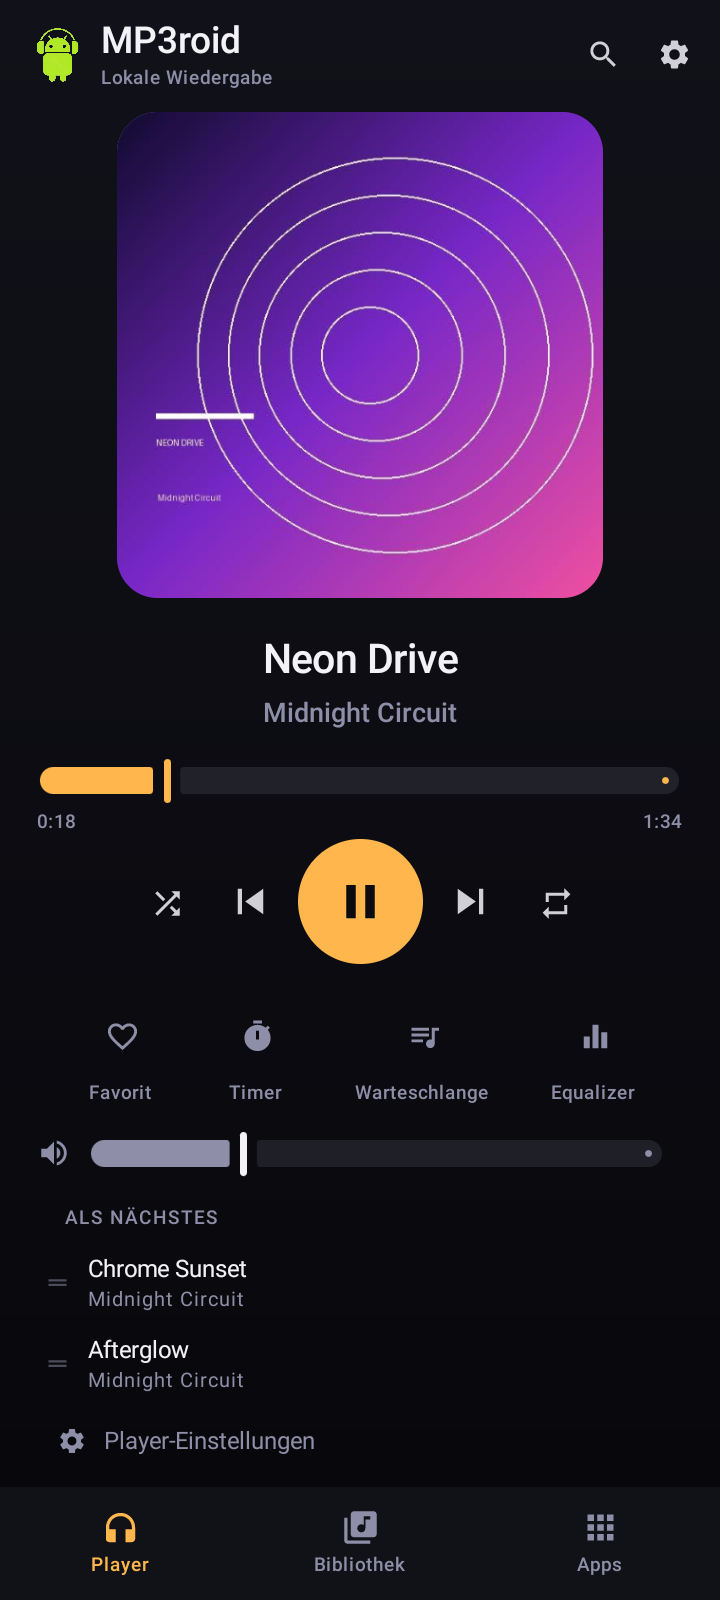 MP3roid
Lokale Wiedergabe
NEON DRIVE
Midnight Circuit
Neon Drive
Midnight Circuit
0:18
1:34
Favorit
Timer
Warteschlange
Equalizer
ALS NÄCHSTES
Chrome Sunset
Midnight Circuit
Afterglow
Midnight Circuit
Player-Einstellungen
Player
Bibliothek
Apps